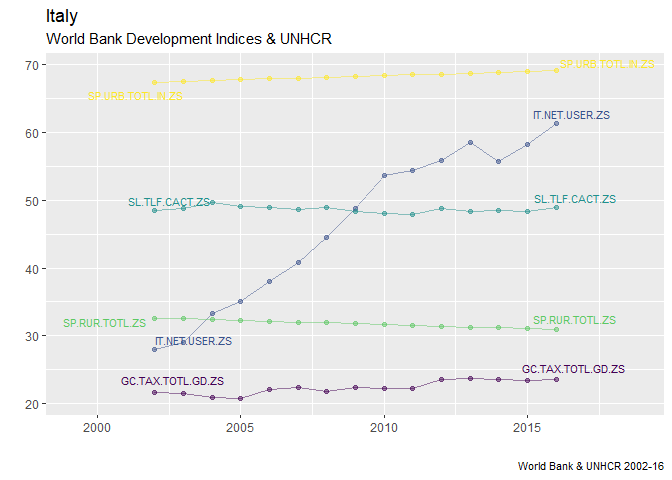 Italy
World Bank Development Indices & UNHCR
70
60
50
40
30
20
SP.URB.TOTL.IN.ZS
SP.URB.TOTL.IN.ZS
IT.NET.USER.ZS
SL.TLF.CACT.ZS
SL.TLF.CACT.ZS
SP.RUR.TOTL.ZS
SP.RUR.TOTL.ZS
IT.NET.USER.ZS
GC.TAX.TOTL.GD.ZS
GC.TAX.TOTL.GD.ZS
2000
2005
2010
2015
World Bank & UNHCR 2002-16